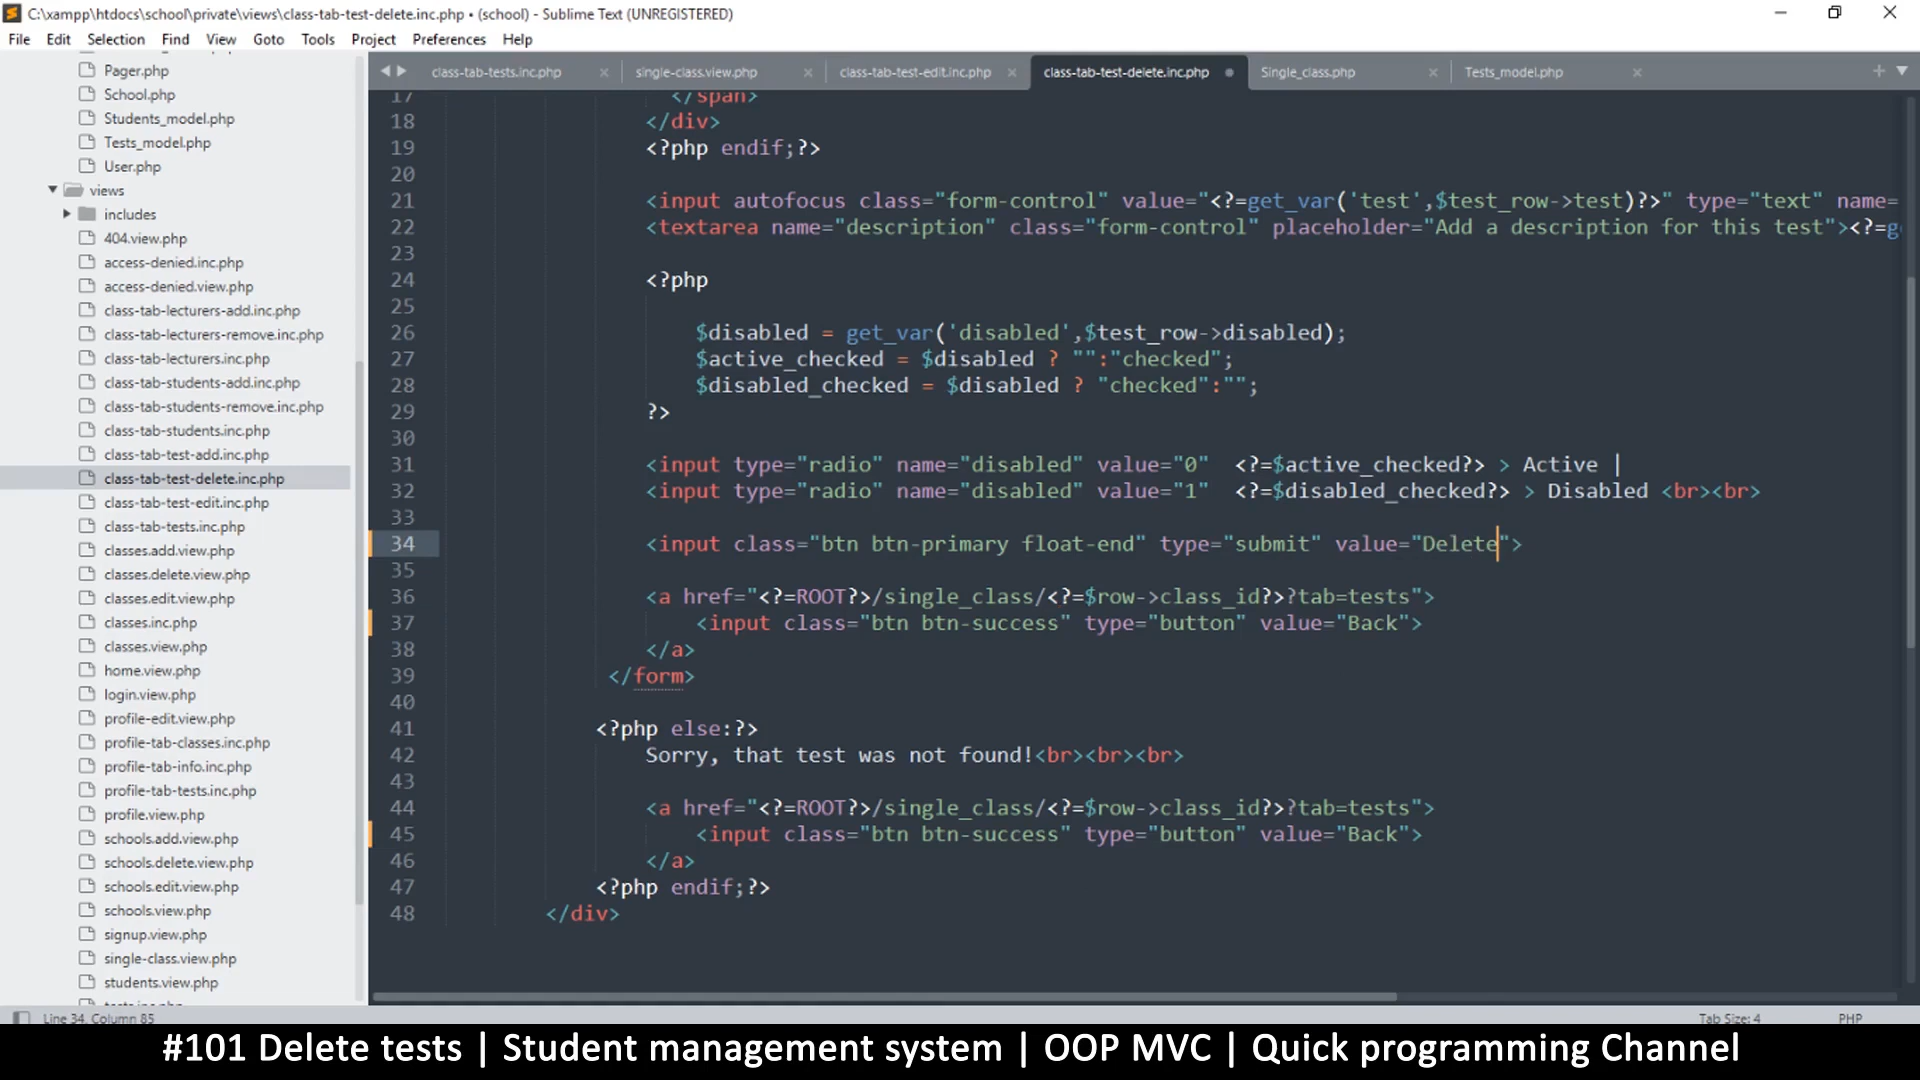 C:\xampp\htdocs\school\private\views\class-tab-test-delete.inc.php • (school) - Sublime Text (UNREGISTERED)
File Edit Selection Find View Goto Tools Project Preferences Help
class-tab-tests.inc.php single-class.view.php class-tab-test-edit.inc.php class-tab-test-delete.inc.php Single_class.php Tests_model.php
Pager.php
School.php
Students_model.php
Tests_model.php
User.php
views
includes
404.view.php
access-denied.inc.php
access-denied.view.php
class-tab-lecturers-add.inc.php
class-tab-lecturers-remove.inc.php
class-tab-lecturers.inc.php
class-tab-students-add.inc.php
class-tab-students-remove.inc.php
class-tab-students.inc.php
class-tab-test-add.inc.php
class-tab-test-delete.inc.php
class-tab-test-edit.inc.php
class-tab-tests.inc.php
classes.add.view.php
classes.delete.view.php
classes.edit.view.php
classes.inc.php
classes.view.php
home.view.php
login.view.php
profile-edit.view.php
profile-tab-classes.inc.php
profile-tab-info.inc.php
profile-tab-tests.inc.php
profile.view.php
schools.add.view.php
schools.delete.view.php
schools.edit.view.php
schools.view.php
signup.view.php
single-class.view.php
students.view.php
17 </span>
18 </div>
19 <?php endif;?>
20
21 <input autofocus class="form-control" value="<?=get_var('test',$test_row->test)?>" type="text" name=
22 <textarea name="description" class="form-control" placeholder="Add a description for this test"><?=g
23
24 <?php
25
26 $disabled = get_var('disabled',$test_row->disabled);
27 $active_checked = $disabled ? "":"checked";
28 $disabled_checked = $disabled ? "checked":"";
29 ?>
30
31 <input type="radio" name="disabled" value="0" <?=$active_checked?> > Active |
32 <input type="radio" name="disabled" value="1" <?=$disabled_checked?> > Disabled <br><br>
33
34 <input class="btn btn-primary float-end" type="submit" value="Delete">
35
36 <a href="<?=ROOT?>/single_class/<?=$row->class_id?>?tab=tests">
37 <input class="btn btn-success" type="button" value="Back">
38 </a>
39 </form>
40
41 <?php else:?>
42 Sorry, that test was not found!<br><br><br>
43
44 <a href="<?=ROOT?>/single_class/<?=$row->class_id?>?tab=tests">
45 <input class="btn btn-success" type="button" value="Back">
46 </a>
47 <?php endif;?>
48 </div>
Line 34, Column 85 Tab Size: 4 PHP
#101 Delete tests | Student management system | OOP MVC | Quick programming Channel